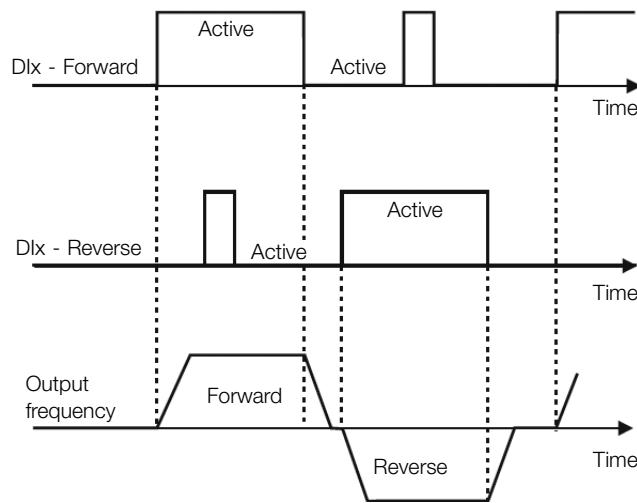 Active
DIx - Forward
Active
Time
Active
DIx - Reverse
Active
Time
Output
frequency
Forward
Time
Reverse